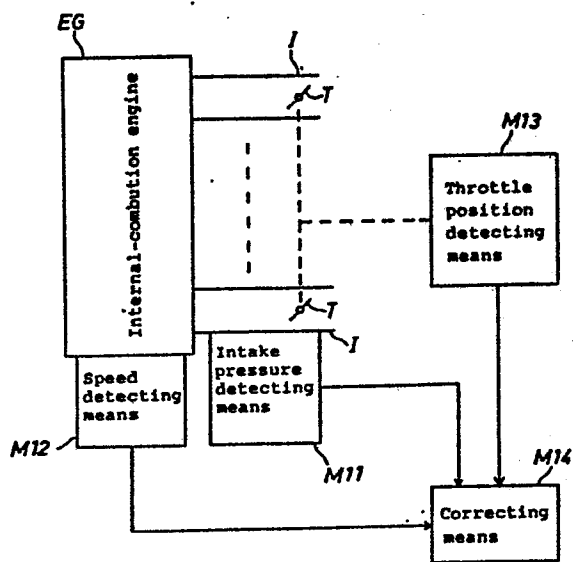 EG
I
T
M13
Internal-combution engine
Throttle
position
detecting
means
T
I
Speed
detecting
means
Intake
pressure
detecting
means
M12
M11
M14
Correcting
means